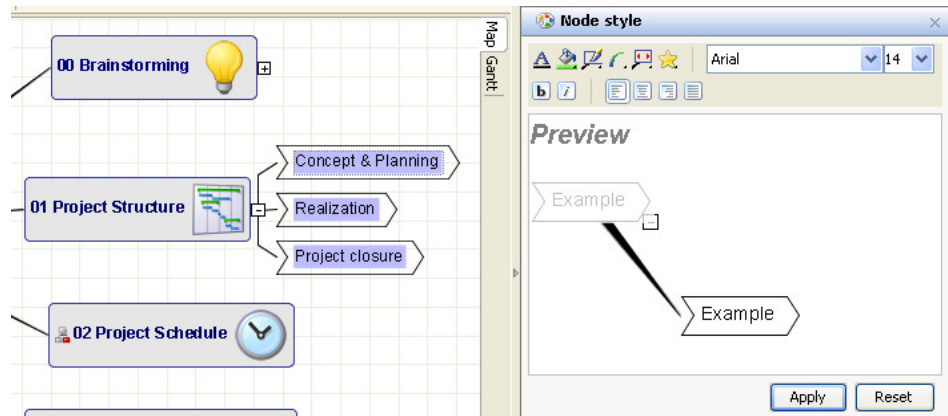 00 Brainstorming
01 Project Structure
Concept & Planning
Realization
Project closure
02 Project Schedule
Map
Gantt
Node style
A
Arial
14
b i
Preview
Example
Example
Apply
Reset